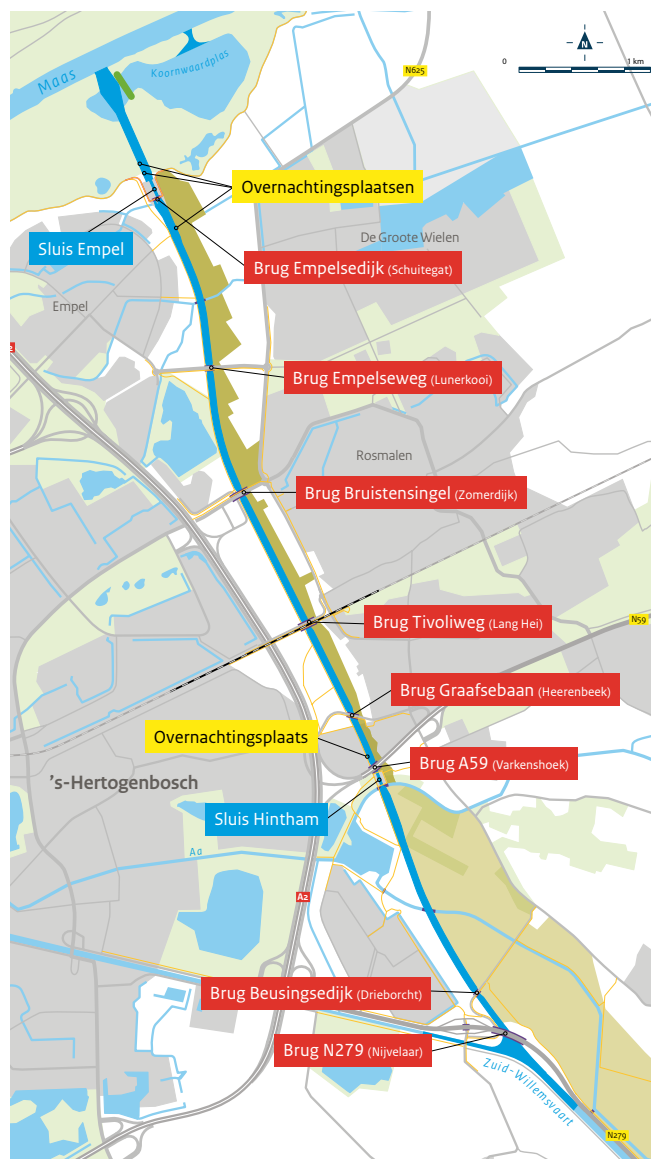 Maas
Koornwaardplas
N625
N
0 1 km
Overnachtingsplaatsen
De Groote Wielen
Sluis Empel
Brug Empelsedijk (Schuitegat)
Empel
Brug Empelseweg (Lunerkooi)
Rosmalen
Brug Bruistensingel (Zomerdijk)
Brug Tivoliweg (Lang Hei)
N59
Brug Graafsebaan (Heerenbeek)
Overnachtingsplaats
Brug A59 (Varkenshoek)
's-Hertogenbosch
Sluis Hintham
Aa
A2
Brug Beusingsedijk (Drieborcht)
Brug N279 (Nijvelaar)
Zuid-Willemsvaart
N279